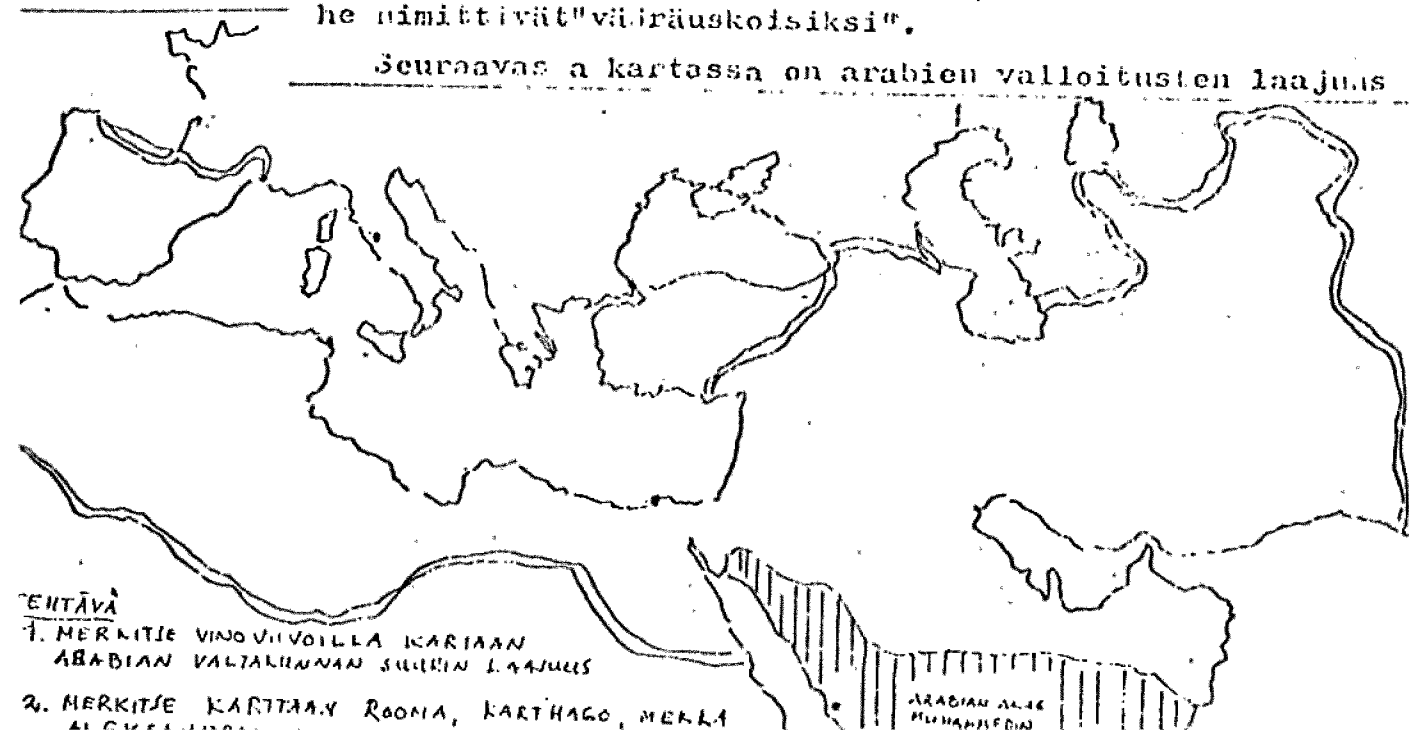 he nimittivät"vääräuskoisiksi".
Seuraavas a kartassa on arabien valloitusten laajuus
TEHTÄVÄ
1. MERKITSE VINOVIIVOILLA KARTAAN
ARABIAN VALTAKUNNAN SUURIN LAAJUUS
2. MERKITSE KARTTAAN ROOMA, KARTHAGO, MEKKA
ARABIAN ALUE
MUHAMMEDIN